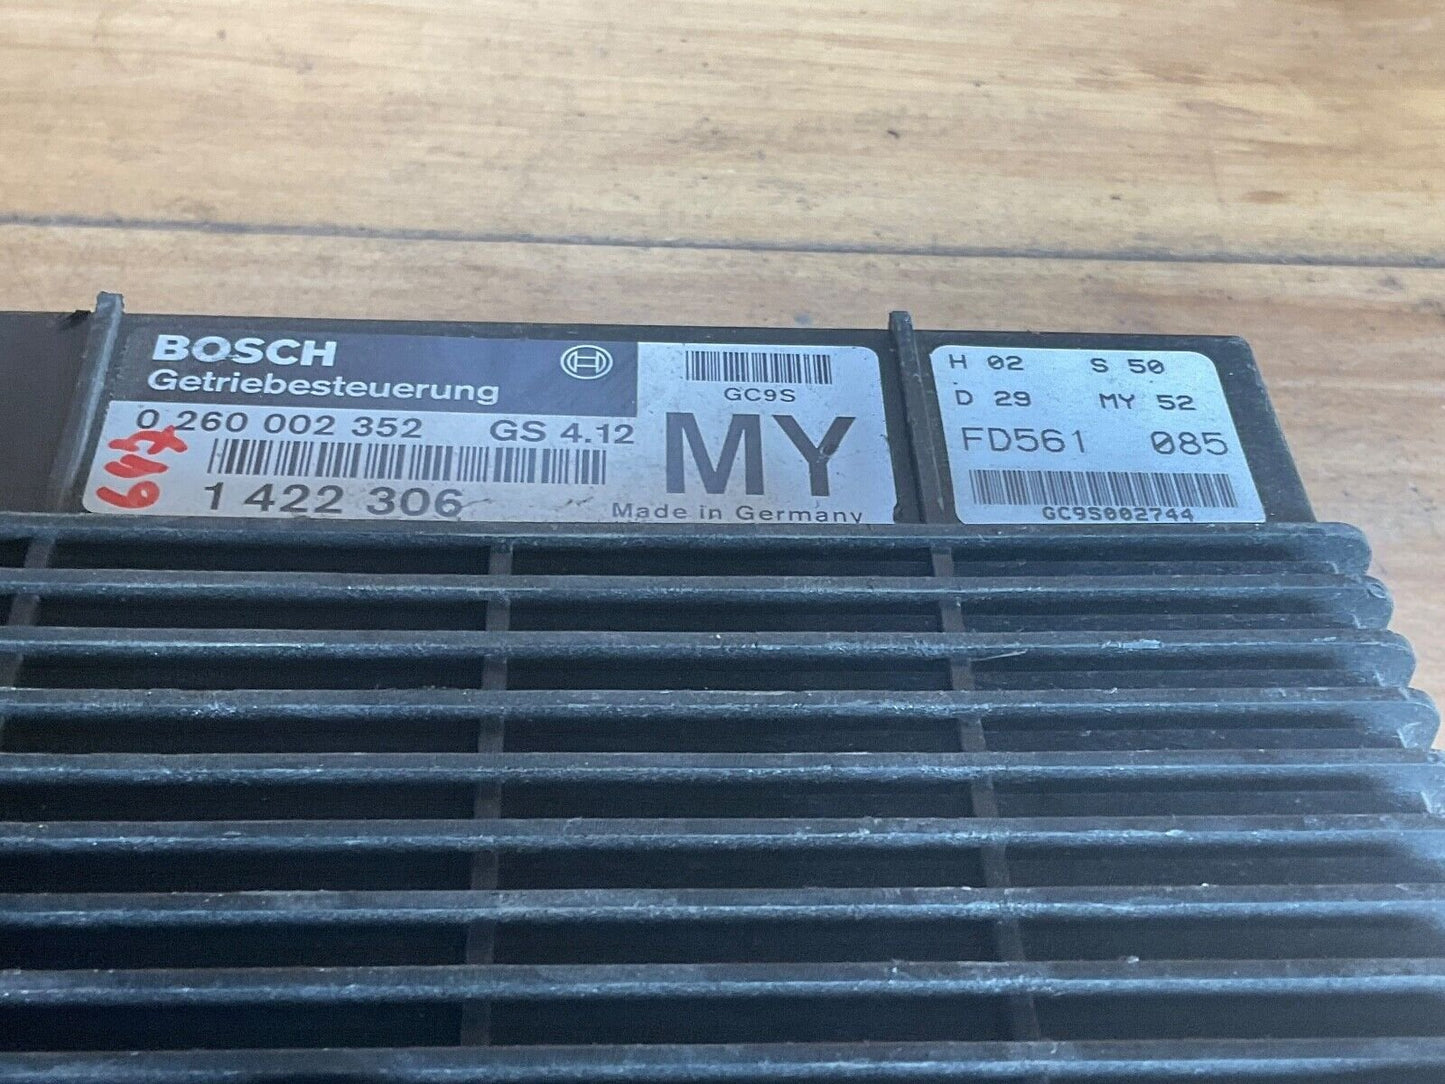 BOSCH
Getriebesteuerung
0 260 002 352 GS 4.12
1 422 306
GC9S
MY
Made in Germany
H 02 S 50
D 29 MY 52
FD561 085
GC9S002744